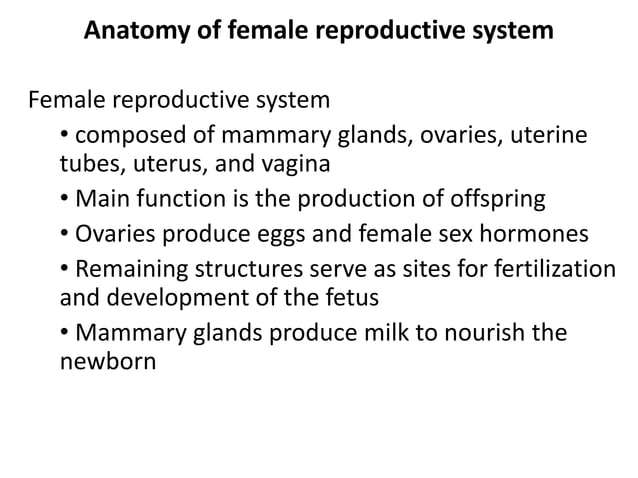 Anatomy of female reproductive system
Female reproductive system
• composed of mammary glands, ovaries, uterine
tubes, uterus, and vagina
• Main function is the production of offspring
• Ovaries produce eggs and female sex hormones
• Remaining structures serve as sites for fertilization
and development of the fetus
• Mammary glands produce milk to nourish the
newborn